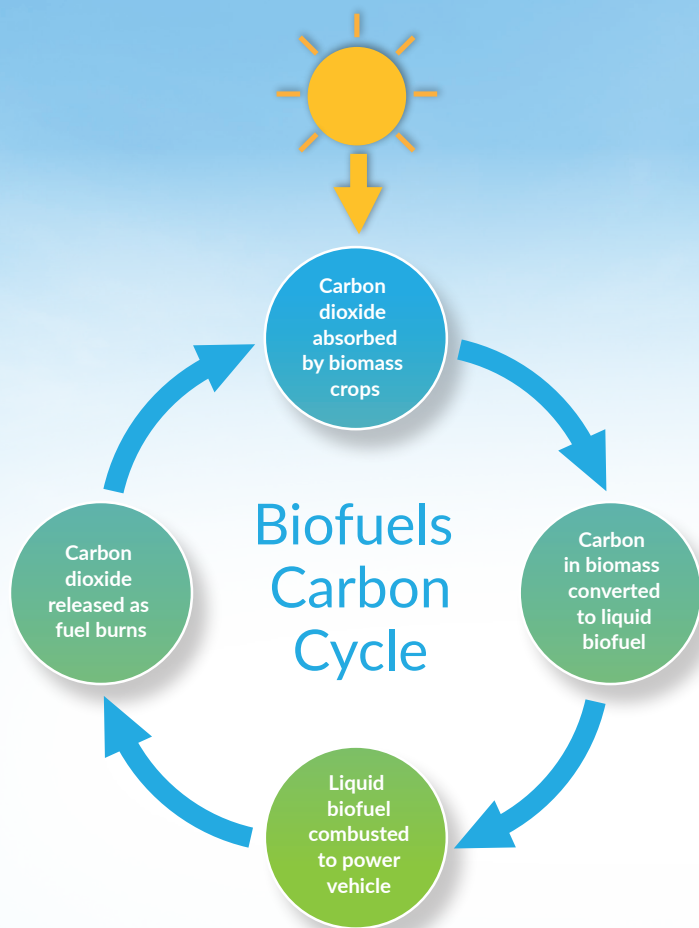 Carbon
dioxide
absorbed
by biomass
crops
Biofuels
Carbon
Cycle
Carbon
dioxide
released as
fuel burns
Carbon
in biomass
converted
to liquid
biofuel
Liquid
biofuel
combusted
to power
vehicle